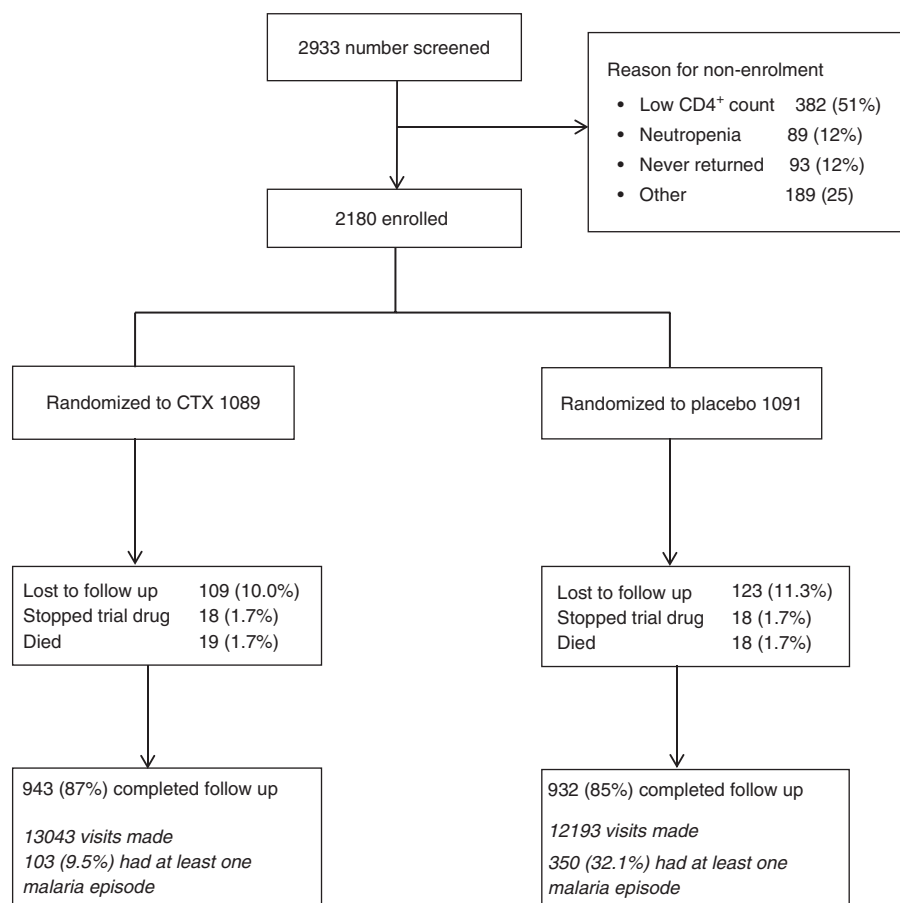 2933 number screened
Reason for non-enrolment
• Low CD4+ count 382 (51%)
• Neutropenia 89 (12%)
• Never returned 93 (12%)
• Other 189 (25)
2180 enrolled
Randomized to CTX 1089
Randomized to placebo 1091
Lost to follow up 109 (10.0%)
Stopped trial drug 18 (1.7%)
Died 19 (1.7%)
Lost to follow up 123 (11.3%)
Stopped trial drug 18 (1.7%)
Died 18 (1.7%)
943 (87%) completed follow up
13043 visits made
103 (9.5%) had at least one
malaria episode
932 (85%) completed follow up
12193 visits made
350 (32.1%) had at least one
malaria episode